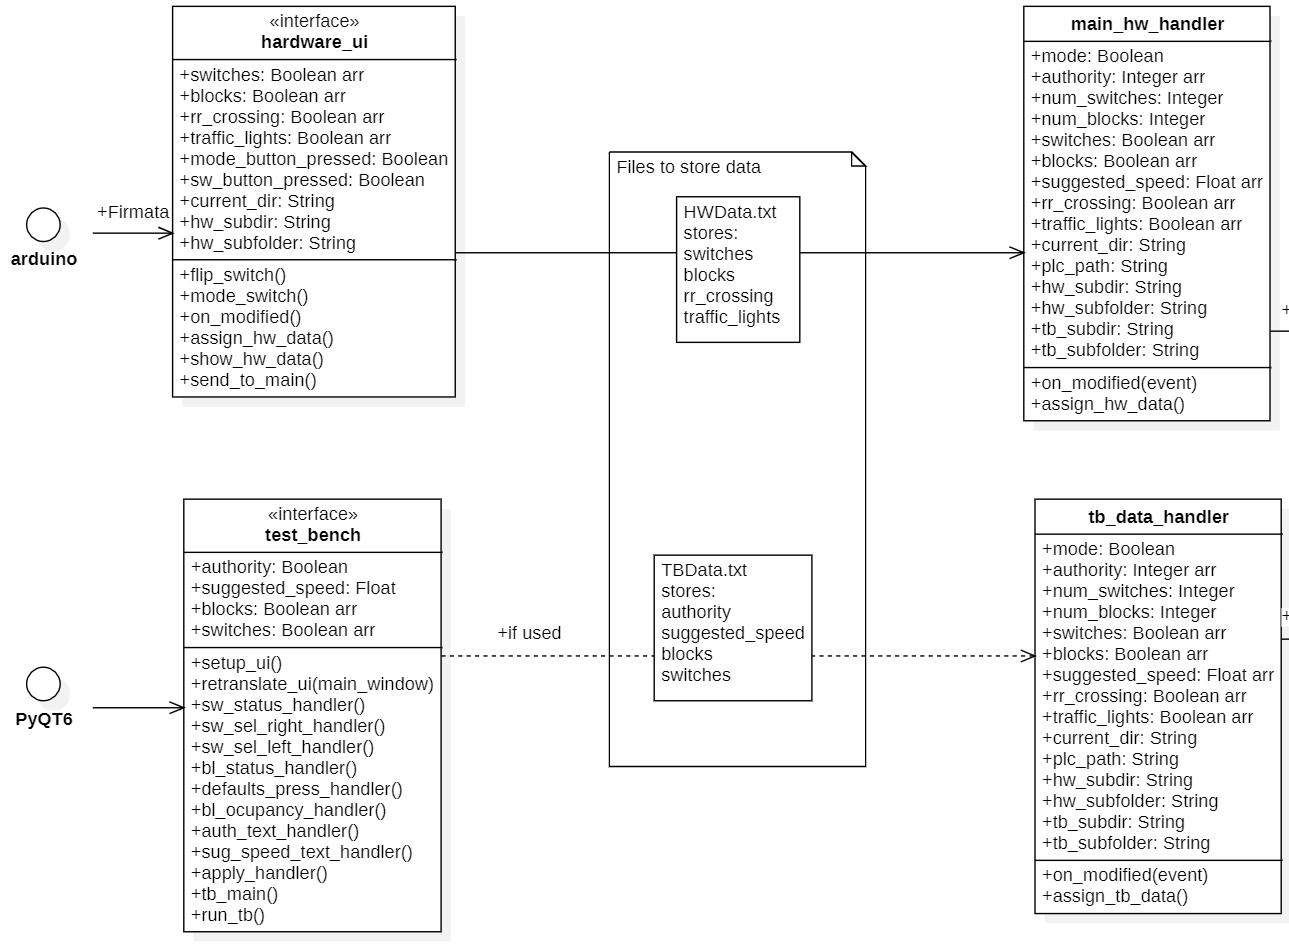 «interface»
hardware_ui
+switches: Boolean arr
+blocks: Boolean arr
+rr_crossing: Boolean arr
+traffic_lights: Boolean arr
+mode_button_pressed: Boolean
+sw_button_pressed: Boolean
+current_dir: String
+hw_subdir: String
+hw_subfolder: String
+flip_switch()
+mode_switch()
+on_modified()
+assign_hw_data()
+show_hw_data()
+send_to_main()
+Firmata
arduino
Files to store data
HWData.txt
stores:
switches
blocks
rr_crossing
traffic_lights
main_hw_handler
+mode: Boolean
+authority: Integer arr
+num_switches: Integer
+num_blocks: Integer
+switches: Boolean arr
+blocks: Boolean arr
+suggested_speed: Float arr
+rr_crossing: Boolean arr
+traffic_lights: Boolean arr
+current_dir: String
+plc_path: String
+hw_subdir: String
+hw_subfolder: String
+tb_subdir: String
+tb_subfolder: String
+on_modified(event)
+assign_hw_data()
+
«interface»
test_bench
+authority: Boolean
+suggested_speed: Float
+blocks: Boolean arr
+switches: Boolean arr
+setup_ui()
+retranslate_ui(main_window)
+sw_status_handler()
+sw_sel_right_handler()
+sw_sel_left_handler()
+bl_status_handler()
+defaults_press_handler()
+bl_ocupancy_handler()
+auth_text_handler()
+sug_speed_text_handler()
+apply_handler()
+tb_main()
+run_tb()
PyQT6
+if used
TBData.txt
stores:
authority
suggested_speed
blocks
switches
tb_data_handler
+mode: Boolean
+authority: Integer arr
+num_switches: Integer
+num_blocks: Integer
+switches: Boolean arr
+blocks: Boolean arr
+suggested_speed: Float arr
+rr_crossing: Boolean arr
+traffic_lights: Boolean arr
+current_dir: String
+plc_path: String
+hw_subdir: String
+hw_subfolder: String
+tb_subdir: String
+tb_subfolder: String
+on_modified(event)
+assign_tb_data()
+